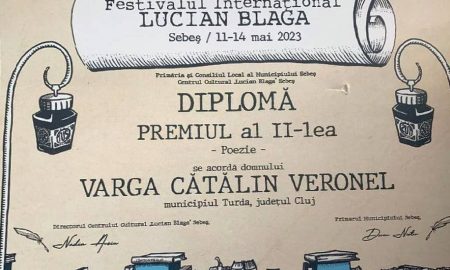 Festivalul Internațional
LUCIAN BLAGA
Sebeș / 11-14 mai 2023
Primăria și Consiliul Local al Municipiului Sebeș
Centrul Cultural „Lucian Blaga” Sebeș
DIPLOMĂ
PREMIUL al II-lea
- Poezie -
se acordă domnului
VARGA CĂTĂLIN VERONEL
municipiul Turda, județul Cluj
Directorul Centrului Cultural „Lucian Blaga” Sebeș,
Primarul Municipiului Sebeș,